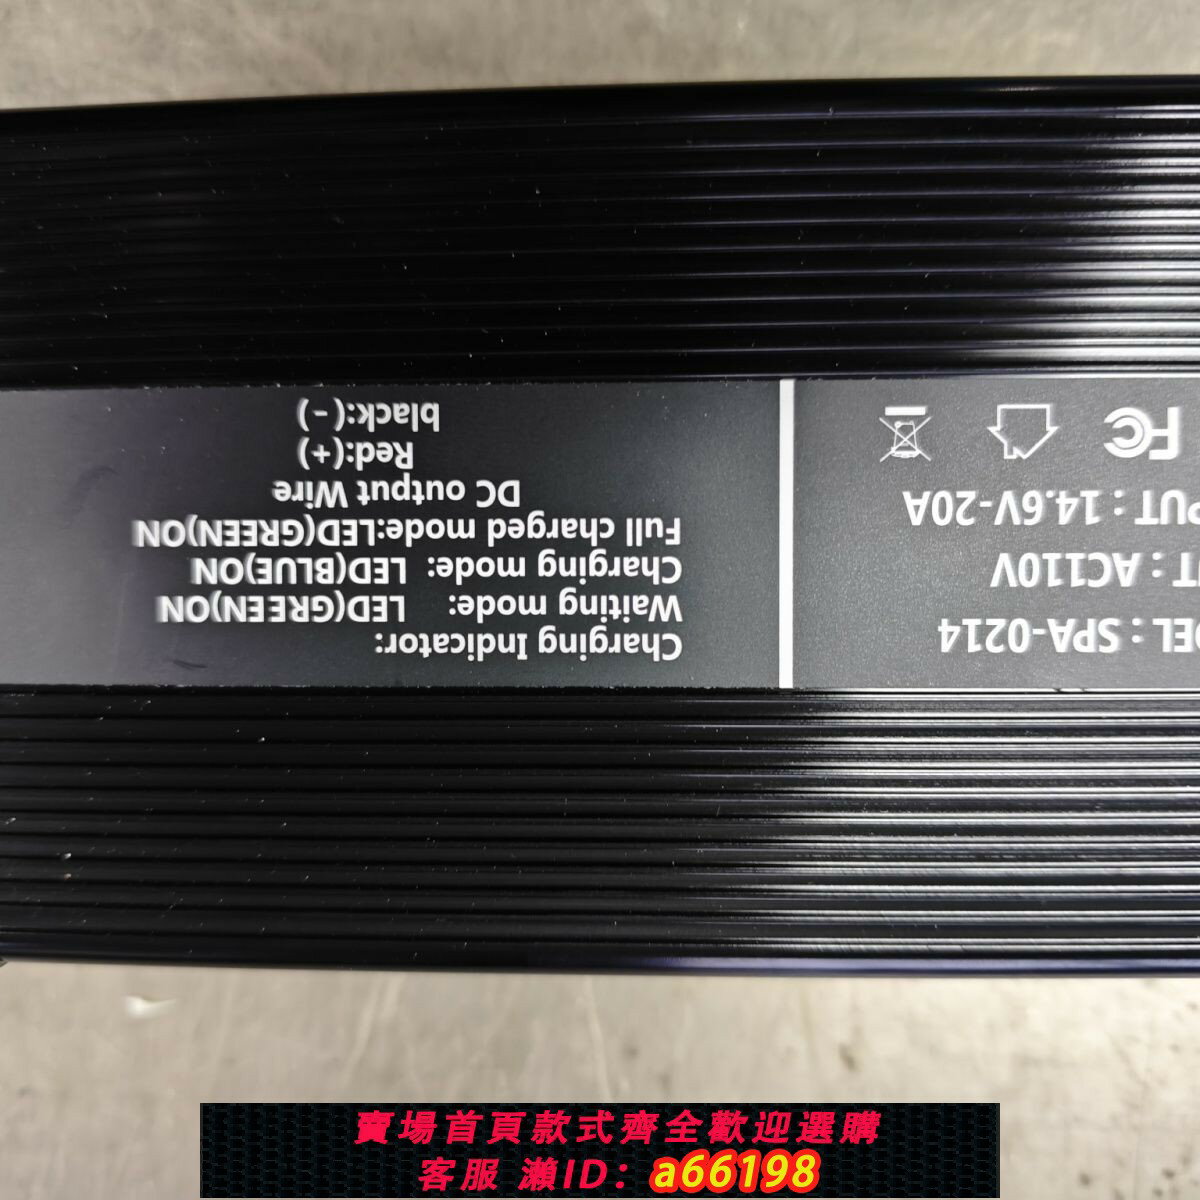 Charging Indicator:
Waiting mode: LED(GREEN)ON
Charging mode: LED(BLUE)ON
Full charged mode:LED(GREEN)ON
DC output Wire
Red:(+)
black:(-)
DEL : SPA-0214
UT : AC110V
PUT : 14.6V-20A
FC
賣場首頁款式齊全歡迎選購
客服 瀨ID: a66198